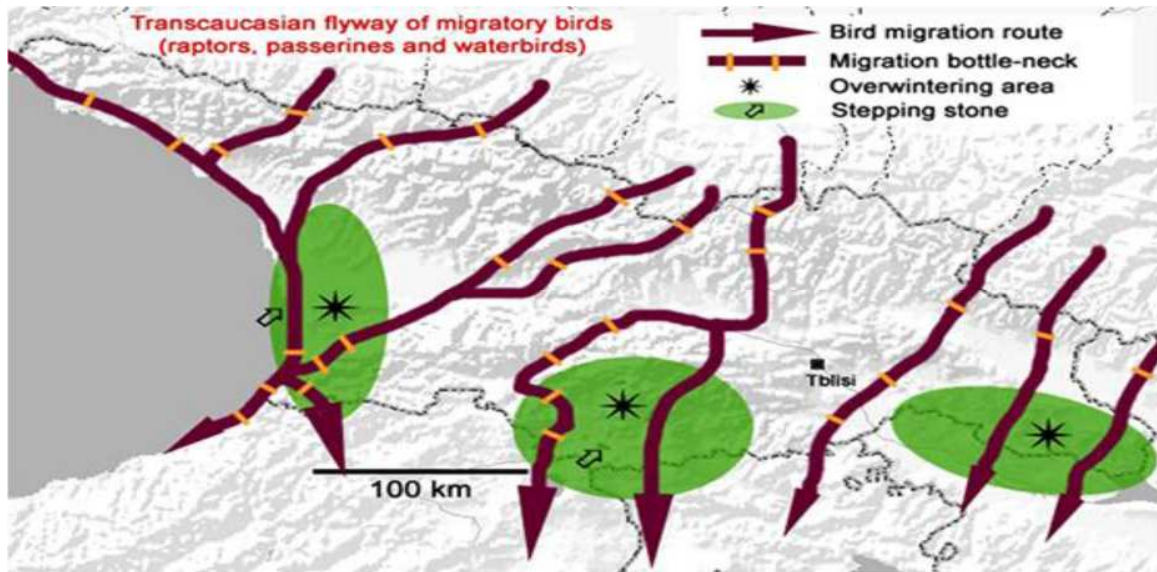 Transcaucasian flyway of migratory birds
(raptors, passerines and waterbirds)
Bird migration route
Migration bottle-neck
Overwintering area
Stepping stone
Tblisi
100 km